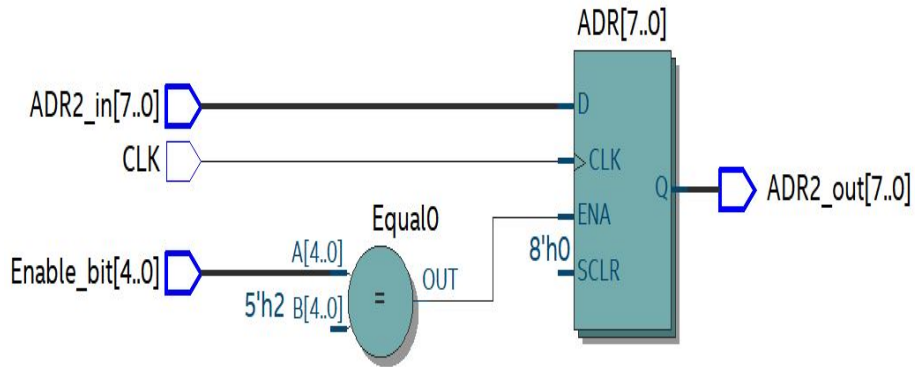 ADR[7..0]
ADR2_in[7..0]
D
CLK
CLK
Q
ADR2_out[7..0]
Equal0
ENA
A[4..0]
8'h0
SCLR
Enable_bit[4..0]
OUT
5'h2
B[4..0]
=